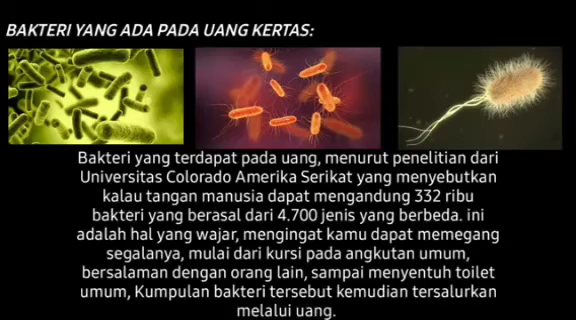 BAKTERI YANG ADA PADA UANG KERTAS:
Bakteri yang terdapat pada uang, menurut penelitian dari
Universitas Colorado Amerika Serikat yang menyebutkan
kalau tangan manusia dapat mengandung 332 ribu
bakteri yang berasal dari 4.700 jenis yang berbeda. ini
adalah hal yang wajar, mengingat kamu dapat memegang
segalanya, mulai dari kursi pada angkutan umum,
bersalaman dengan orang lain, sampai menyentuh toilet
umum, Kumpulan bakteri tersebut kemudian tersalurkan
melalui uang.